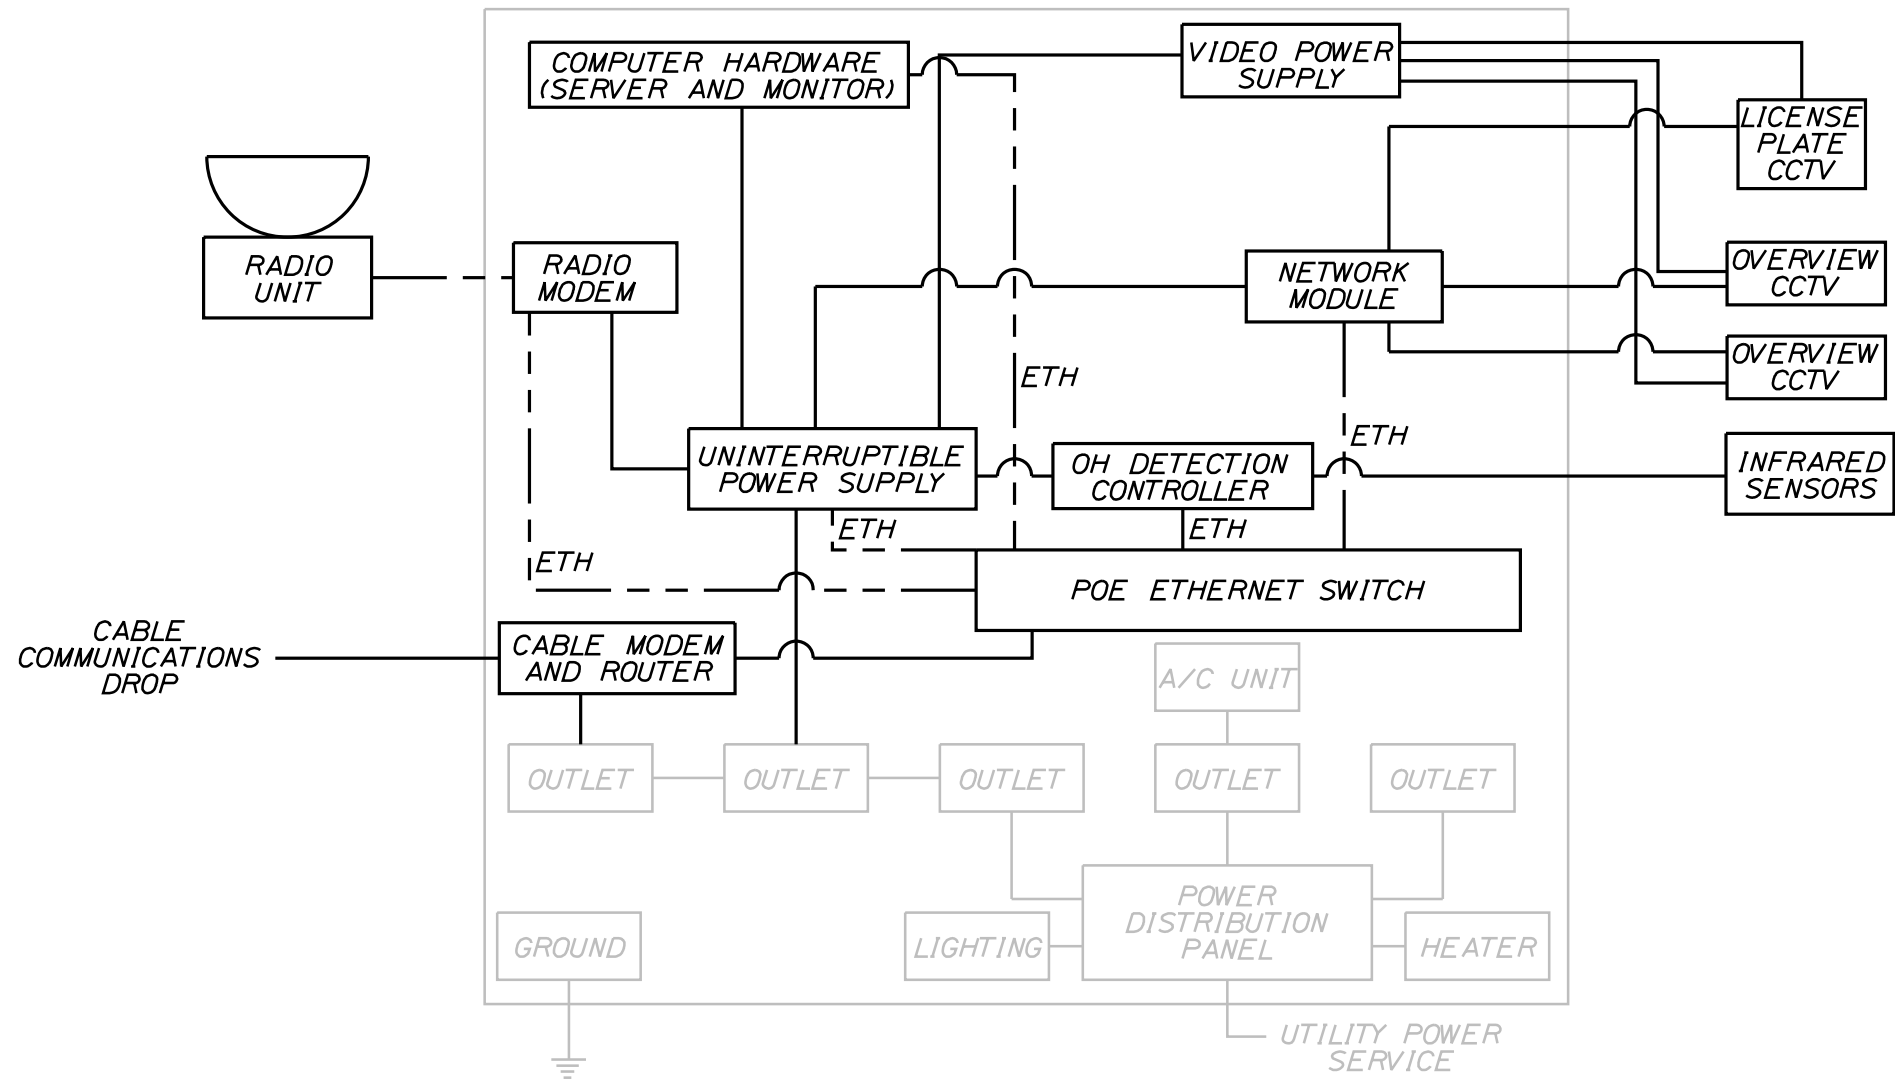 COMPUTER HARDWARE
(SERVER AND MONITOR)
VIDEO POWER
SUPPLY
LICENSE
PLATE
CCTV
RADIO
UNIT
RADIO
MODEM
NETWORK
MODULE
OVERVIEW
CCTV
OVERVIEW
CCTV
ETH
ETH
UNINTERRUPTIBLE
POWER SUPPLY
OH DETECTION
CONTROLLER
INFRARED
SENSORS
ETH
ETH
ETH
POE ETHERNET SWITCH
CABLE
COMMUNICATIONS
DROP
CABLE MODEM
AND ROUTER
A/C UNIT
OUTLET
OUTLET
OUTLET
OUTLET
OUTLET
GROUND
LIGHTING
POWER
DISTRIBUTION
PANEL
HEATER
UTILITY POWER
SERVICE